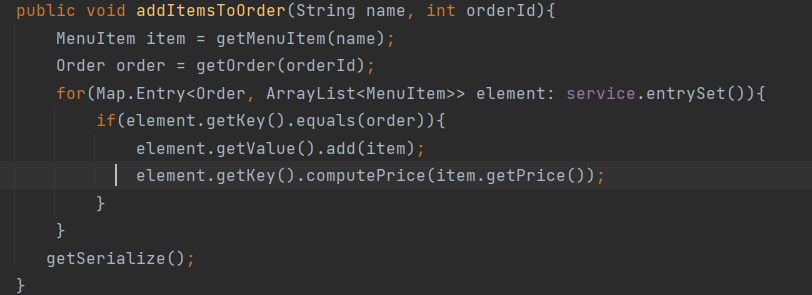 public void addItemsToOrder(String name, int orderId){
MenuItem item = getMenuItem(name);
Order order = getOrder(orderId);
for(Map.Entry<Order, ArrayList<MenuItem>> element: service.entrySet()){
if(element.getKey().equals(order)){
element.getValue().add(item);
element.getKey().computePrice(item.getPrice());
}
}
getSerialize();
}